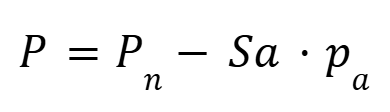 P = Pₙ − Sa · pₐ